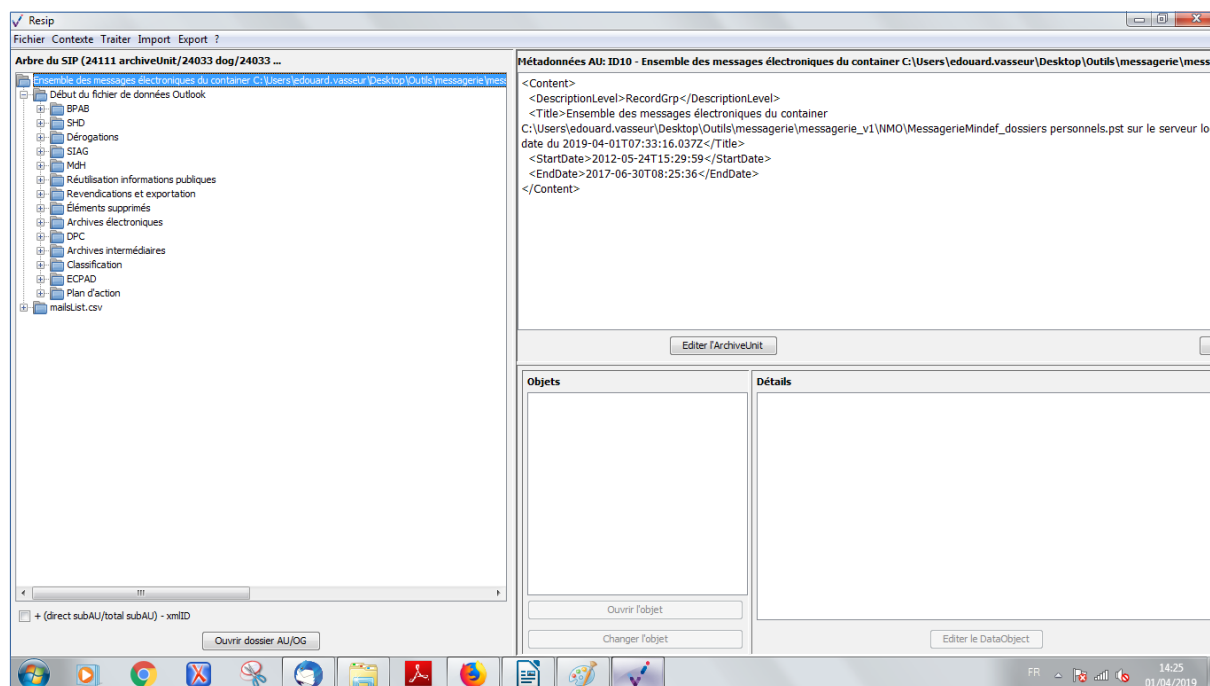 Resip
Fichier Contexte Traiter Import Export ?
Arbre du SIP (24111 archiveUnit/24033 dog/24033 ...
Ensemble des messages électroniques du container C:\Users\edouard.vasseur\Desktop\Outils\messagerie\mess
Début du fichier de données Outlook
BPAB
SHD
Dérogations
SIAG
MdH
Réutilisation informations publiques
Revendications et exportation
Éléments supprimés
Archives électroniques
DPC
Archives intermédiaires
Classification
ECPAD
Plan d'action
mailsList.csv
+ (direct subAU/total subAU) - xmlID
Ouvrir dossier AU/OG
Métadonnées AU: ID10 - Ensemble des messages électroniques du container C:\Users\edouard.vasseur\Desktop\Outils\messagerie\mess
<Content>
<DescriptionLevel>RecordGrp</DescriptionLevel>
<Title>Ensemble des messages électroniques du container
C:\Users\edouard.vasseur\Desktop\Outils\messagerie\messagerie_v1\NMO\MessagerieMindef_dossiers personnels.pst sur le serveur lo
date du 2019-04-01T07:33:16.037Z</Title>
<StartDate>2012-05-24T15:29:59</StartDate>
<EndDate>2017-06-30T08:25:36</EndDate>
</Content>
Editer l'ArchiveUnit
Objets
Détails
Ouvrir l'objet
Changer l'objet
Editer le DataObject
FR
14:25
01/04/2019